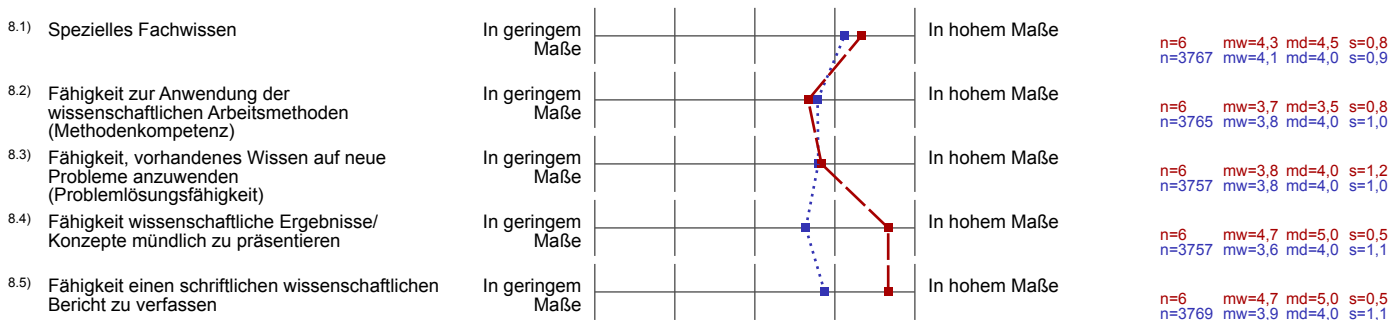 8.1) Spezielles Fachwissen In geringem Maße In hohem Maße
n=6 mw=4,3 md=4,5 s=0,8
n=3767 mw=4,1 md=4,0 s=0,9
8.2) Fähigkeit zur Anwendung der
wissenschaftlichen Arbeitsmethoden
(Methodenkompetenz)
In geringem
Maße
In hohem Maße
n=6 mw=3,7 md=3,5 s=0,8
n=3765 mw=3,8 md=4,0 s=1,0
8.3) Fähigkeit, vorhandenes Wissen auf neue
Probleme anzuwenden
(Problemlösungsfähigkeit)
In geringem
Maße
In hohem Maße
n=6 mw=3,8 md=4,0 s=1,2
n=3757 mw=3,8 md=4,0 s=1,0
8.4) Fähigkeit wissenschaftliche Ergebnisse/
Konzepte mündlich zu präsentieren
In geringem
Maße
In hohem Maße
n=6 mw=4,7 md=5,0 s=0,5
n=3757 mw=3,6 md=4,0 s=1,1
8.5) Fähigkeit einen schriftlichen wissenschaftlichen
Bericht zu verfassen
In geringem
Maße
In hohem Maße
n=6 mw=4,7 md=5,0 s=0,5
n=3769 mw=3,9 md=4,0 s=1,1